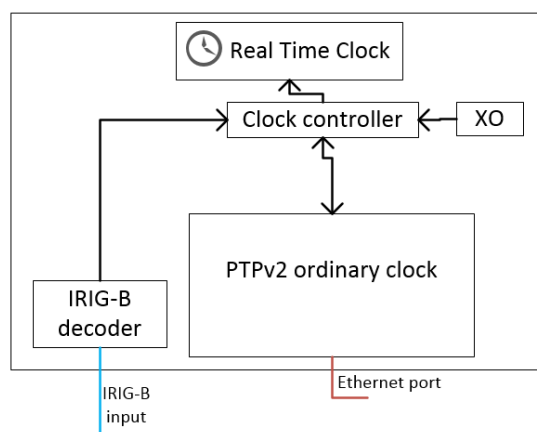 Real Time Clock
Clock controller
XO
PTPv2 ordinary clock
IRIG-B
decoder
IRIG-B
input
Ethernet port